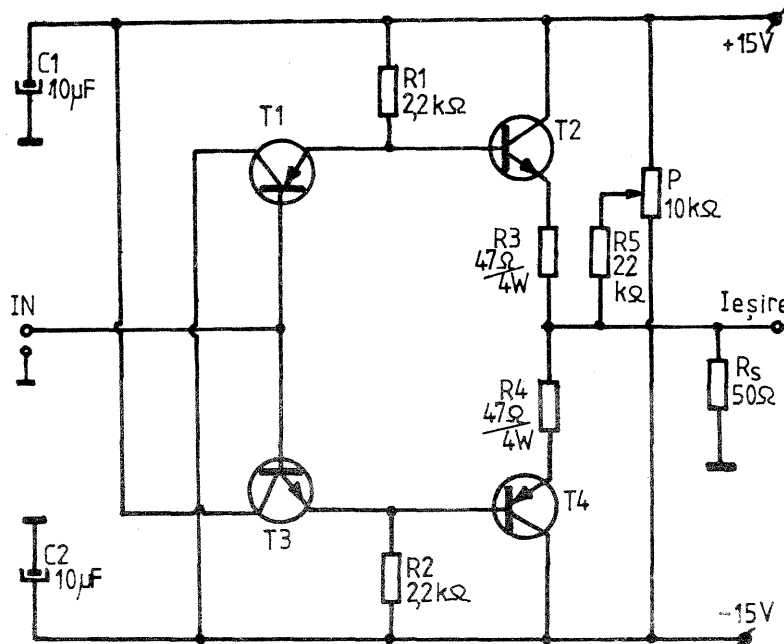 +15V
C1
10µF
R1
2,2kΩ
T1
T2
P
10kΩ
R3
47Ω
4W
R5
22
kΩ
IN
Ieșire
R4
47Ω
4W
Rs
50Ω
T3
T4
C2
10µF
R2
2,2kΩ
-15V